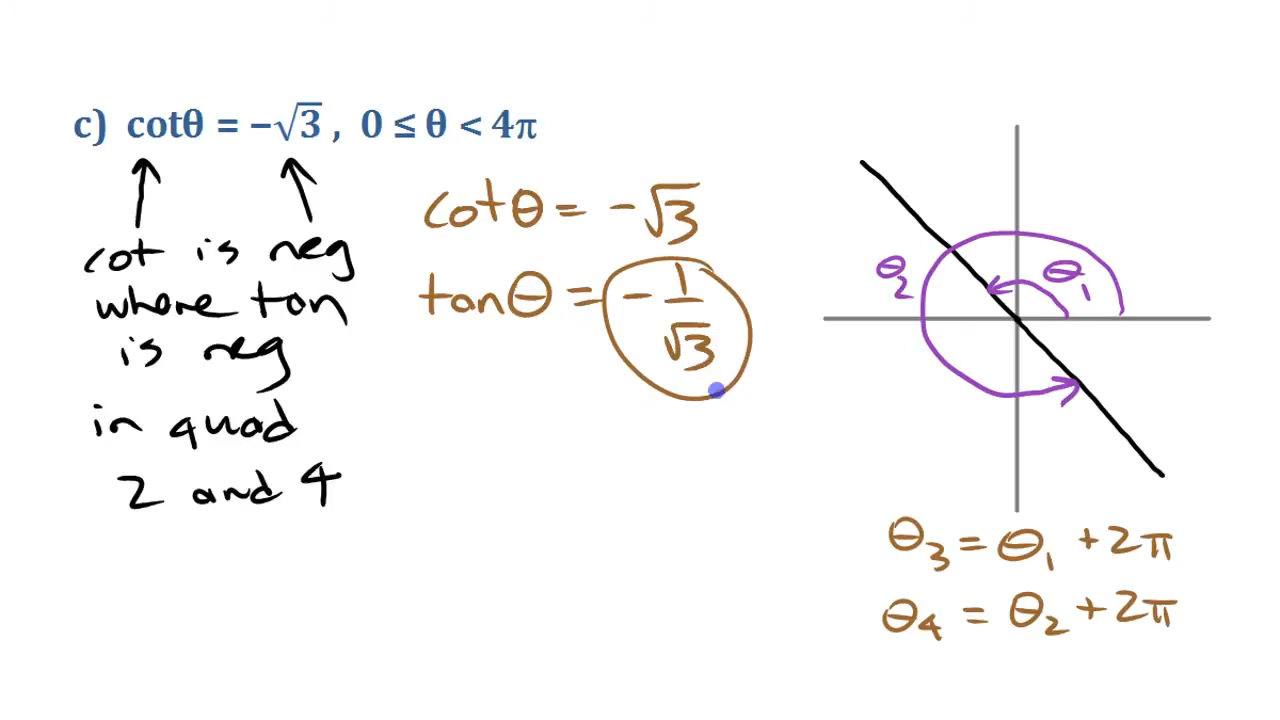 c) cotθ = −√3 , 0 ≤ θ < 4π
cot is neg
where tan
is neg
in quad
2 and 4
cotθ = -√3
tanθ = - 1/√3
θ₂
θ₁
θ₃ = θ₁ + 2π
θ₄ = θ₂ + 2π